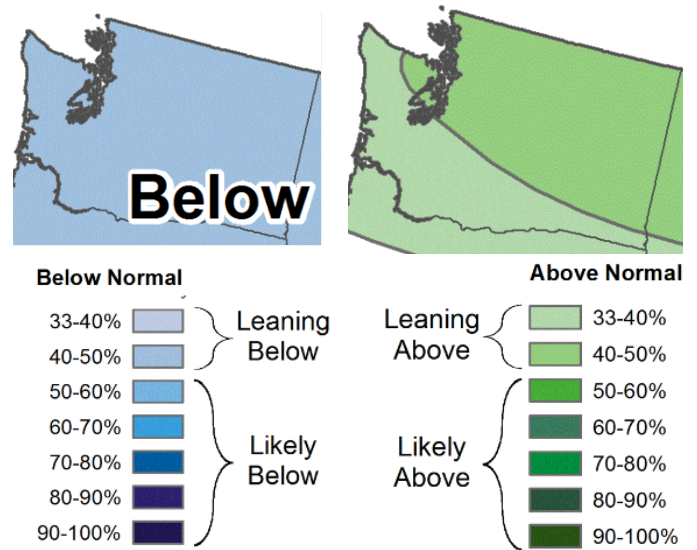 Below
Below Normal
33-40%
40-50%
50-60%
60-70%
70-80%
80-90%
90-100%
Leaning
Below
Likely
Below
Above Normal
Leaning
Above
Likely
Above
33-40%
40-50%
50-60%
60-70%
70-80%
80-90%
90-100%